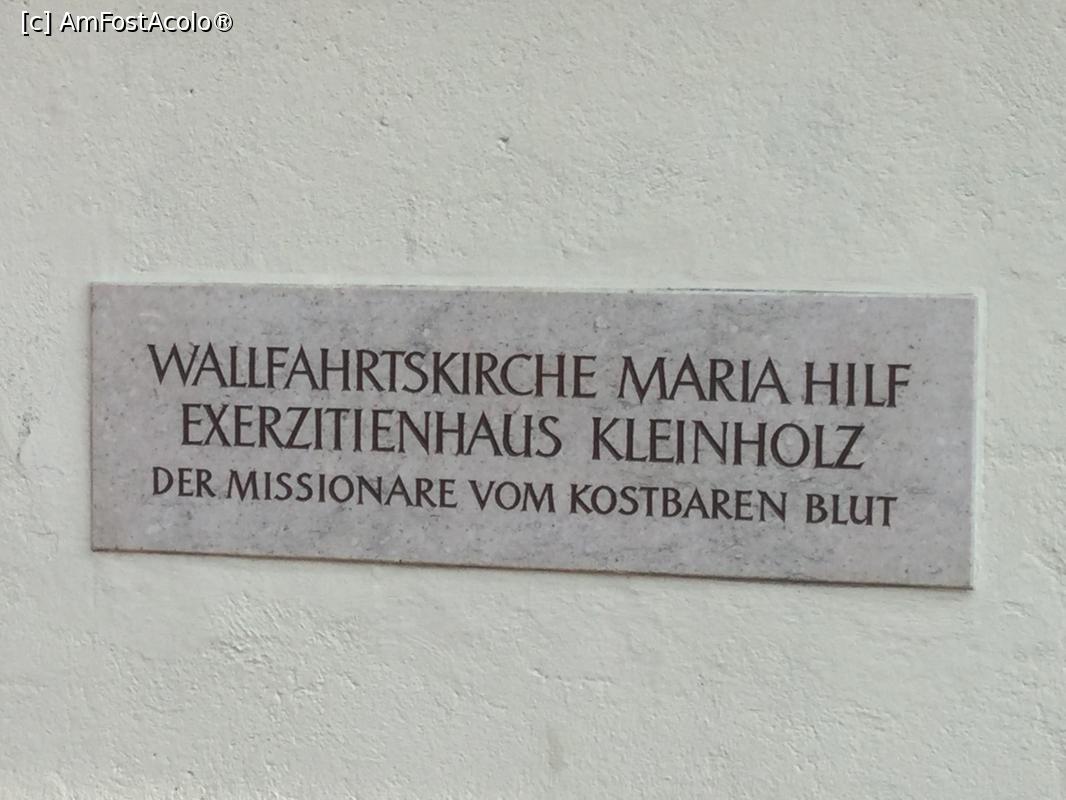 [c] AmFostAcolo®
WALLFAHRTSKIRCHE MARIA HILF
EXERZITIENHAUS KLEINHOLZ
DER MISSIONARE VOM KOSTBAREN BLUT